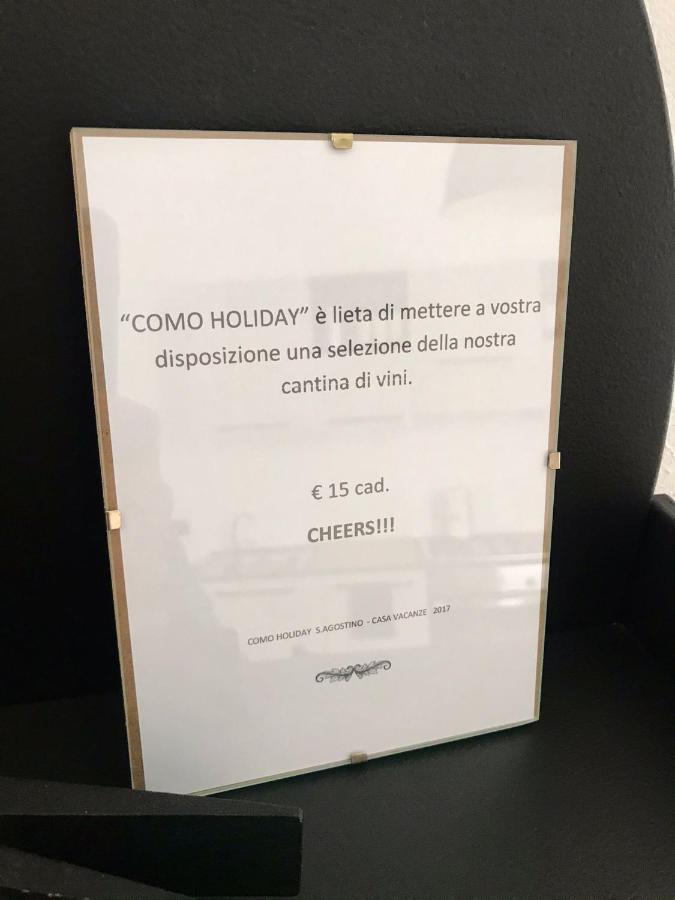 “COMO HOLIDAY” è lieta di mettere a vostra
disposizione una selezione della nostra
cantina di vini.
€ 15 cad.
CHEERS!!!
COMO HOLIDAY S.AGOSTINO - CASA VACANZE 2017